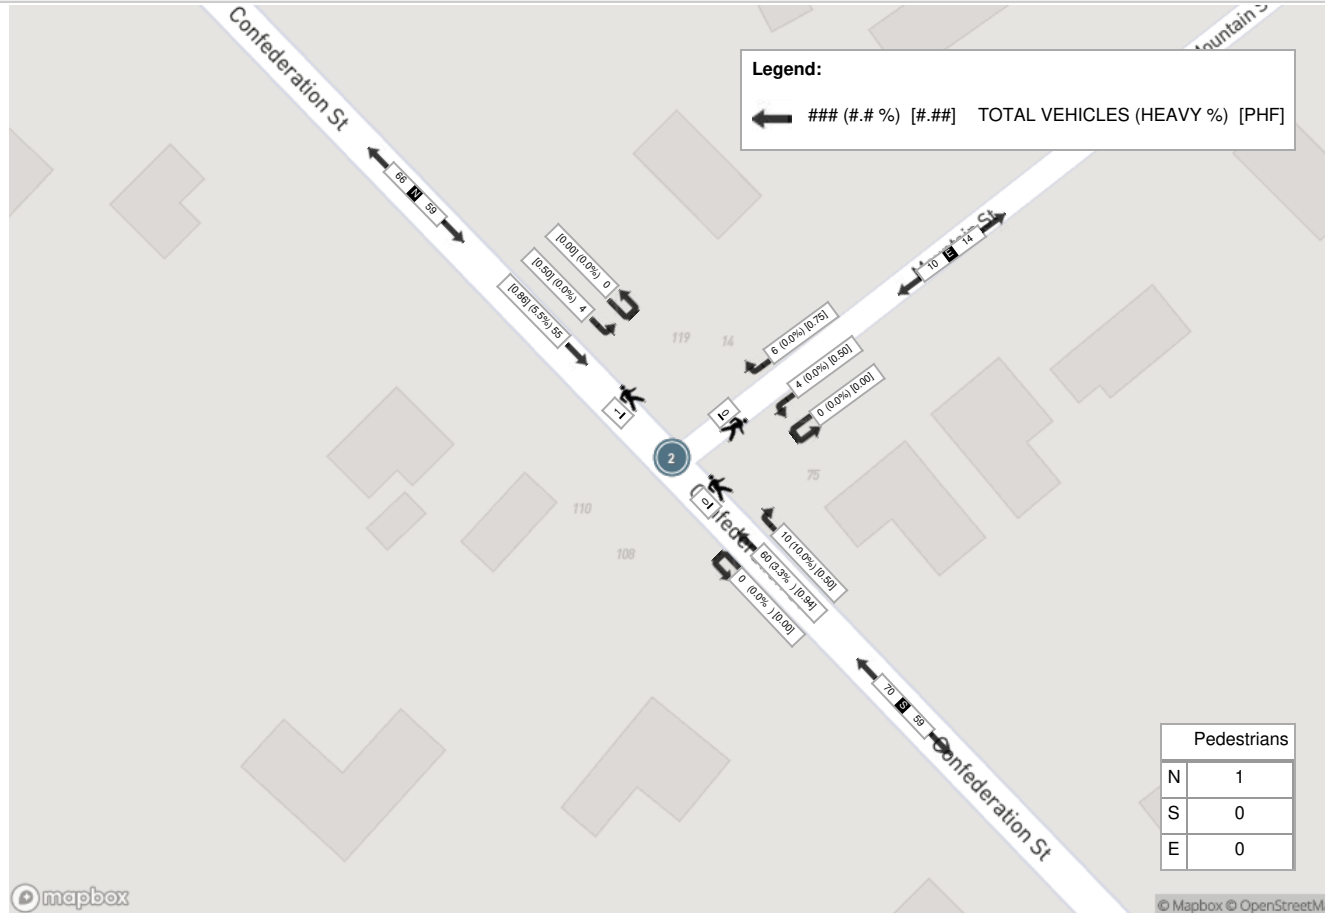 Confederation St
Mountain S
Legend:
### (#.# %) [#.##] TOTAL VEHICLES (HEAVY %) [PHF]
66 N 59
[0.00] (0.0%) 0
[0.50] (0.0%) 4
[0.86] (5.5%) 55
10 E 14
119
14
6 (0.0%) [0.75]
4 (0.0%) [0.50]
0 (0.0%) [0.00]
1
0
2
75
0
110
108
10 (10.0%) [0.50]
60 (3.3% ) [0.94]
0 (0.0% ) [0.00]
70 S 59
Confederation St
Pedestrians
N 1
S 0
E 0
mapbox
© Mapbox © OpenStreetM